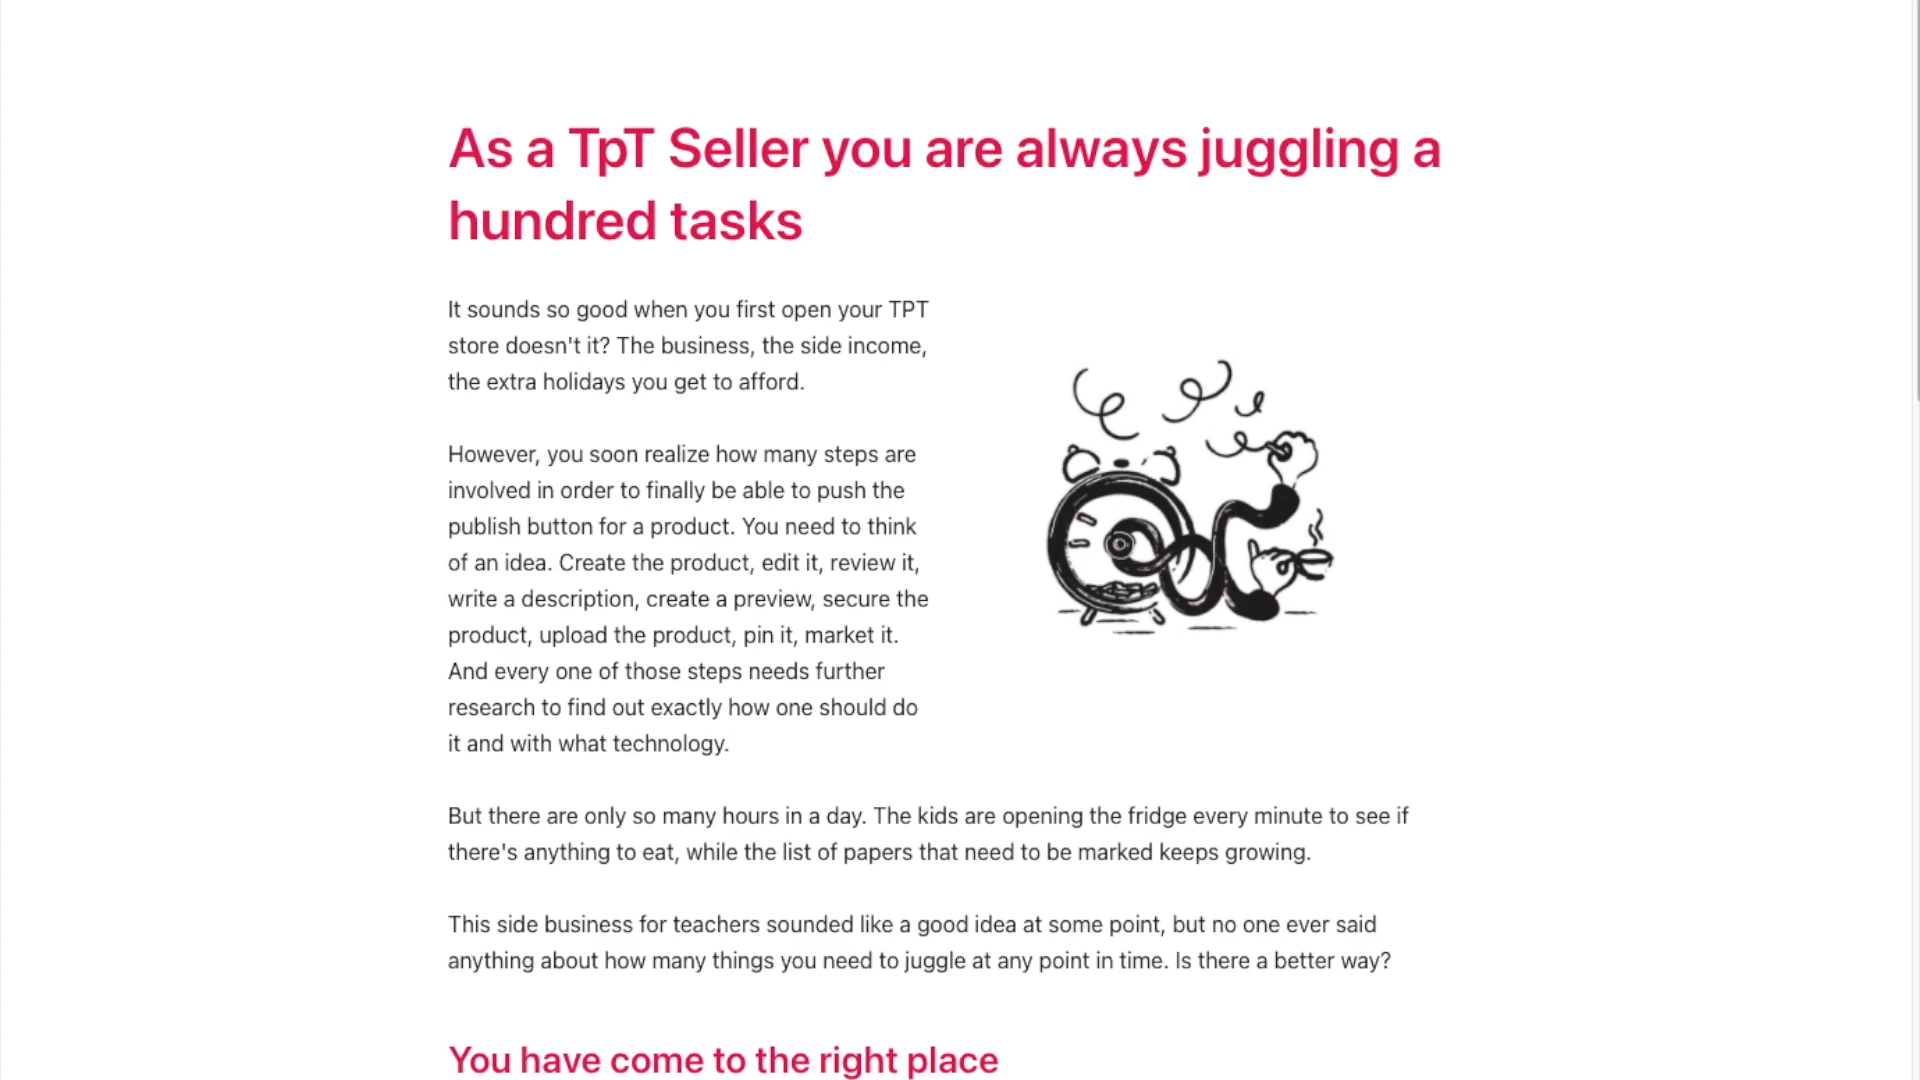 As a TpT Seller you are always juggling a
hundred tasks
It sounds so good when you first open your TPT
store doesn't it? The business, the side income,
the extra holidays you get to afford.
However, you soon realize how many steps are
involved in order to finally be able to push the
publish button for a product. You need to think
of an idea. Create the product, edit it, review it,
write a description, create a preview, secure the
product, upload the product, pin it, market it.
And every one of those steps needs further
research to find out exactly how one should do
it and with what technology.
But there are only so many hours in a day. The kids are opening the fridge every minute to see if
there's anything to eat, while the list of papers that need to be marked keeps growing.
This side business for teachers sounded like a good idea at some point, but no one ever said
anything about how many things you need to juggle at any point in time. Is there a better way?
You have come to the right place